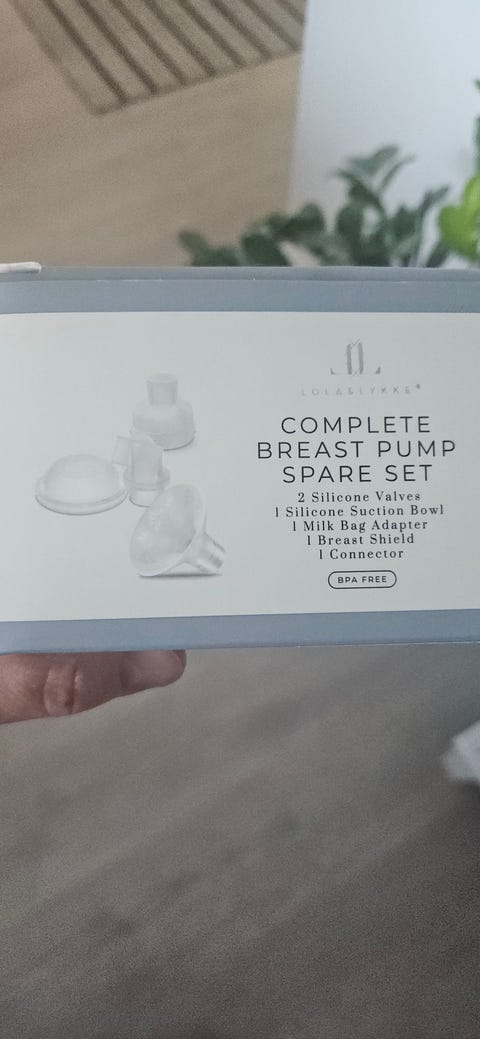 LOLA&LYKKE®
COMPLETE
BREAST PUMP
SPARE SET
2 Silicone Valves
1 Silicone Suction Bowl
1 Milk Bag Adapter
1 Breast Shield
1 Connector
BPA FREE